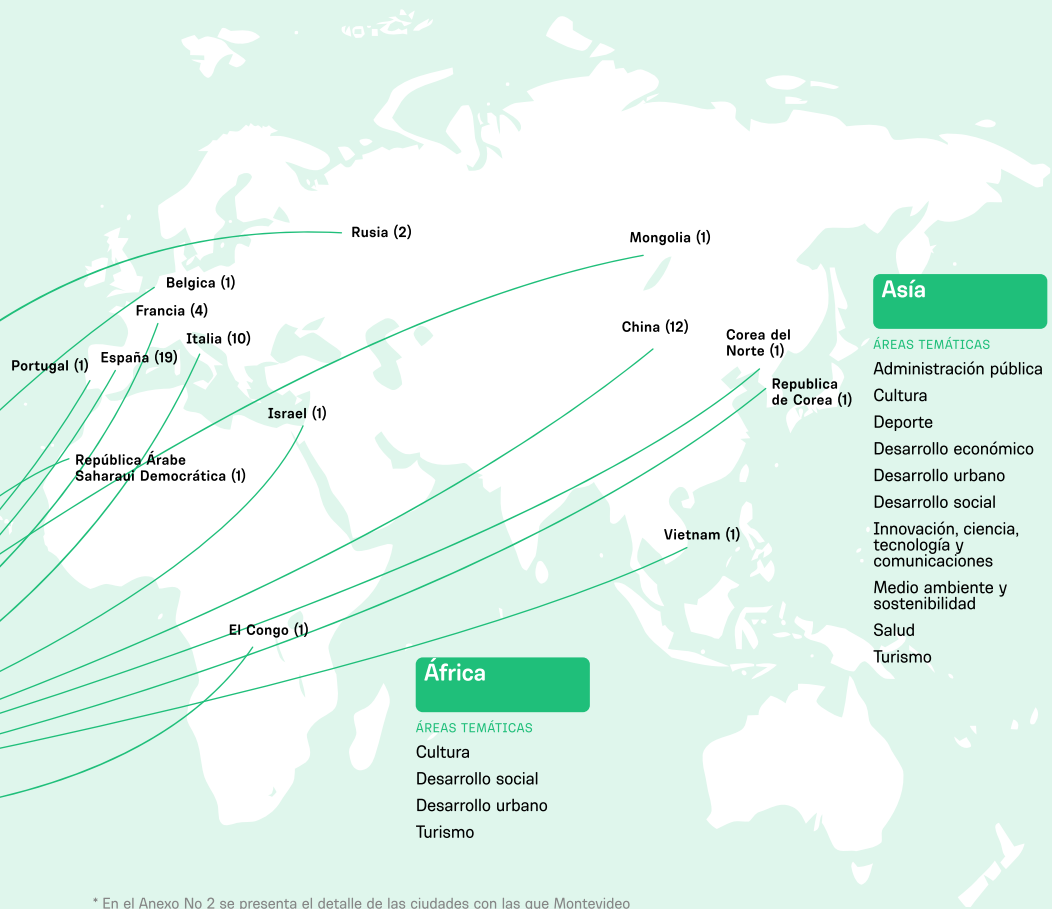 Rusia (2)
Mongolia (1)
Belgica (1)
Francia (4)
Italia (10)
Portugal (1)
España (19)
China (12)
Corea del
Norte (1)
Republica
de Corea (1)
Israel (1)
República Árabe
Saharaui Democrática (1)
Vietnam (1)
El Congo (1)
Asía
ÁREAS TEMÁTICAS
Administración pública
Cultura
Deporte
Desarrollo económico
Desarrollo urbano
Desarrollo social
Innovación, ciencia,
tecnología y
comunicaciones
Medio ambiente y
sostenibilidad
Salud
Turismo
África
ÁREAS TEMÁTICAS
Cultura
Desarrollo social
Desarrollo urbano
Turismo
* En el Anexo No 2 se presenta el detalle de las ciudades con las que Montevideo